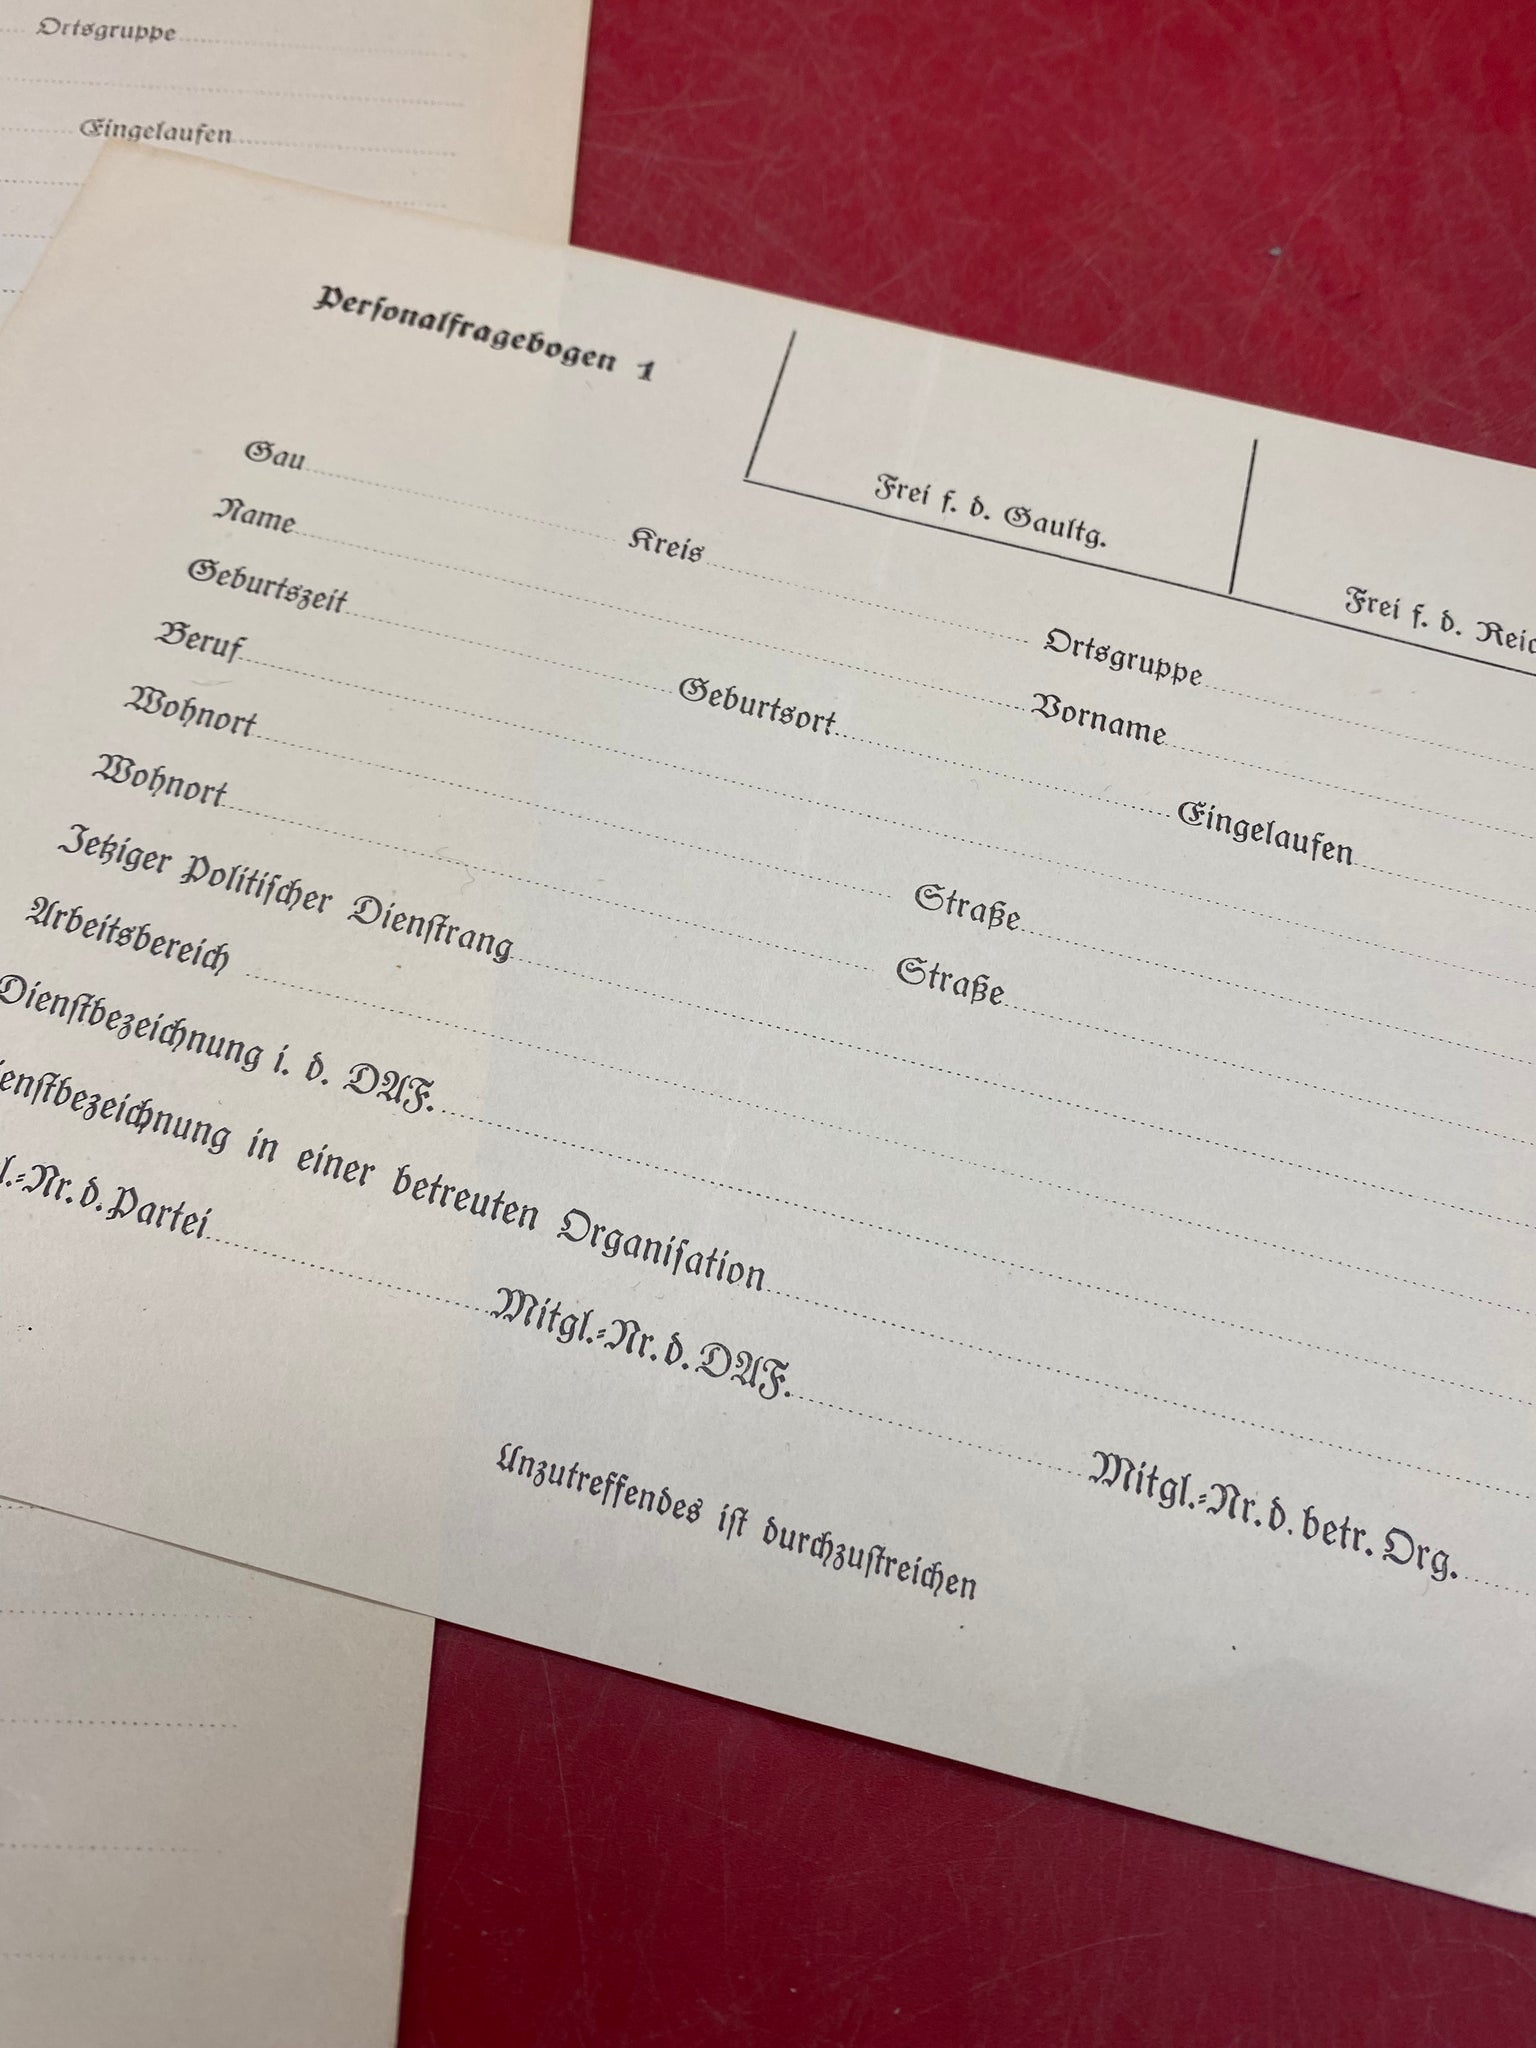 Ortsgruppe
Eingelaufen
Personalfragebogen 1
Frei f. d. Gaultg.
Frei f. d. Reic
Gau Kreis Ortsgruppe
Name Vorname
Geburtszeit Geburtsort Eingelaufen
Beruf
Wohnort Straße
Wohnort Straße
Jetziger Politischer Dienstrang
Arbeitsbereich
Dienstbezeichnung i. d. DAF.
ienstbezeichnung in einer betreuten Organisation
l.-Nr. d. Partei Mitgl.-Nr. d. DAF. Mitgl.-Nr. d. betr. Org.
Unzutreffendes ist durchzustreichen